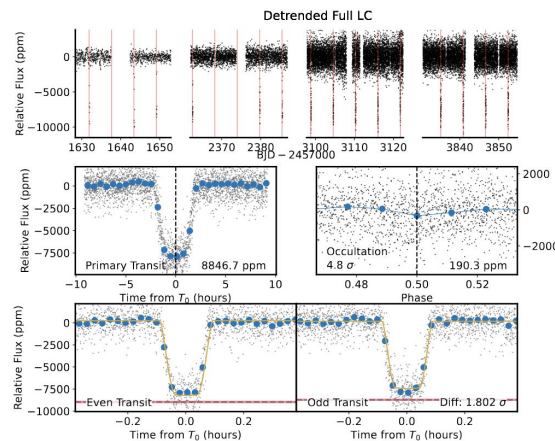 Detrended Full LC
Relative Flux (ppm)
0
−5000
−10000
1630 1640 1650 2370 2380 3100 3110 3120 3840 3850
BJD − 2457000
Relative Flux (ppm)
0
−2500
−5000
−7500
Primary Transit 8846.7 ppm
−10 −5 0 5 10
Time from T0 (hours)
2000
0
−2000
Occultation
4.8 σ 190.3 ppm
0.48 0.50 0.52
Phase
Relative Flux (ppm)
0
−2500
−5000
−7500
−10000
Even Transit Odd Transit Diff: 1.802 σ
−0.2 0.0 0.2 −0.2 0.0 0.2
Time from T0 (hours) Time from T0 (hours)